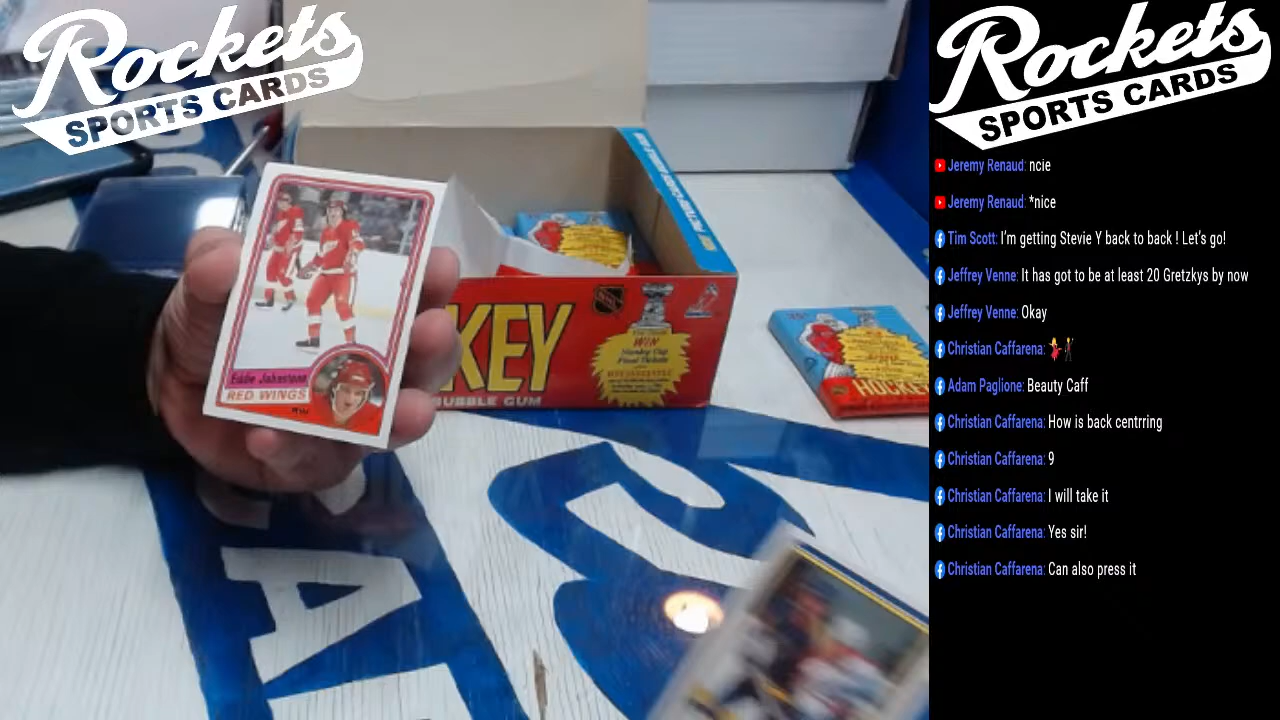 Rockets
SPORTS CARDS
Rockets
SPORTS CARDS
Jeremy Renaud: ncie
Jeremy Renaud: *nice
Tim Scott: I'm getting Stevie Y back to back ! Let's go!
Jeffrey Venne: It has got to be at least 20 Gretzkys by now
Jeffrey Venne: Okay
Christian Caffarena: 💃🕺
Adam Paglione: Beauty Caff
Christian Caffarena: How is back centrring
Christian Caffarena: 9
Christian Caffarena: I will take it
Christian Caffarena: Yes sir!
Christian Caffarena: Can also press it
Eddie Johnstone
RED WINGS
KEY
BUBBLE GUM
WIN
Stanley Cup
HOCKEY